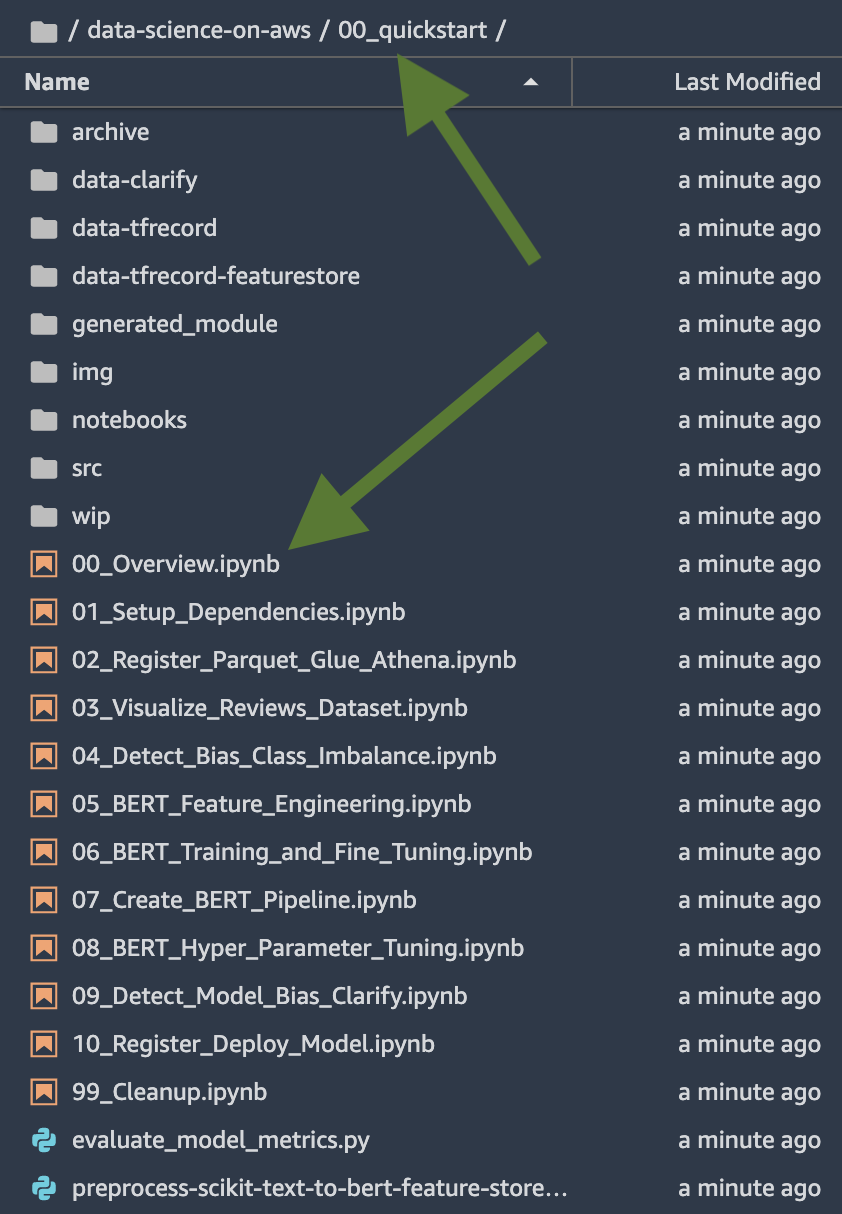 / data-science-on-aws / 00_quickstart /
Name Last Modified
archive a minute ago
data-clarify a minute ago
data-tfrecord a minute ago
data-tfrecord-featurestore a minute ago
generated_module a minute ago
img a minute ago
notebooks a minute ago
src a minute ago
wip a minute ago
00_Overview.ipynb a minute ago
01_Setup_Dependencies.ipynb a minute ago
02_Register_Parquet_Glue_Athena.ipynb a minute ago
03_Visualize_Reviews_Dataset.ipynb a minute ago
04_Detect_Bias_Class_Imbalance.ipynb a minute ago
05_BERT_Feature_Engineering.ipynb a minute ago
06_BERT_Training_and_Fine_Tuning.ipynb a minute ago
07_Create_BERT_Pipeline.ipynb a minute ago
08_BERT_Hyper_Parameter_Tuning.ipynb a minute ago
09_Detect_Model_Bias_Clarify.ipynb a minute ago
10_Register_Deploy_Model.ipynb a minute ago
99_Cleanup.ipynb a minute ago
evaluate_model_metrics.py a minute ago
preprocess-scikit-text-to-bert-feature-store… a minute ago